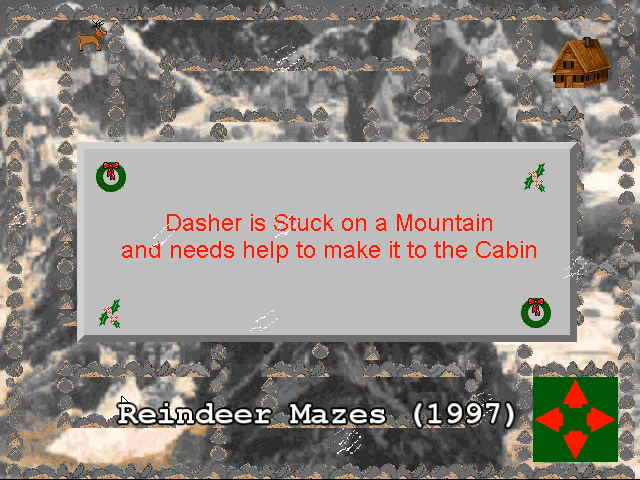 Dasher is Stuck on a Mountain
and needs help to make it to the Cabin
Reindeer Mazes (1997)